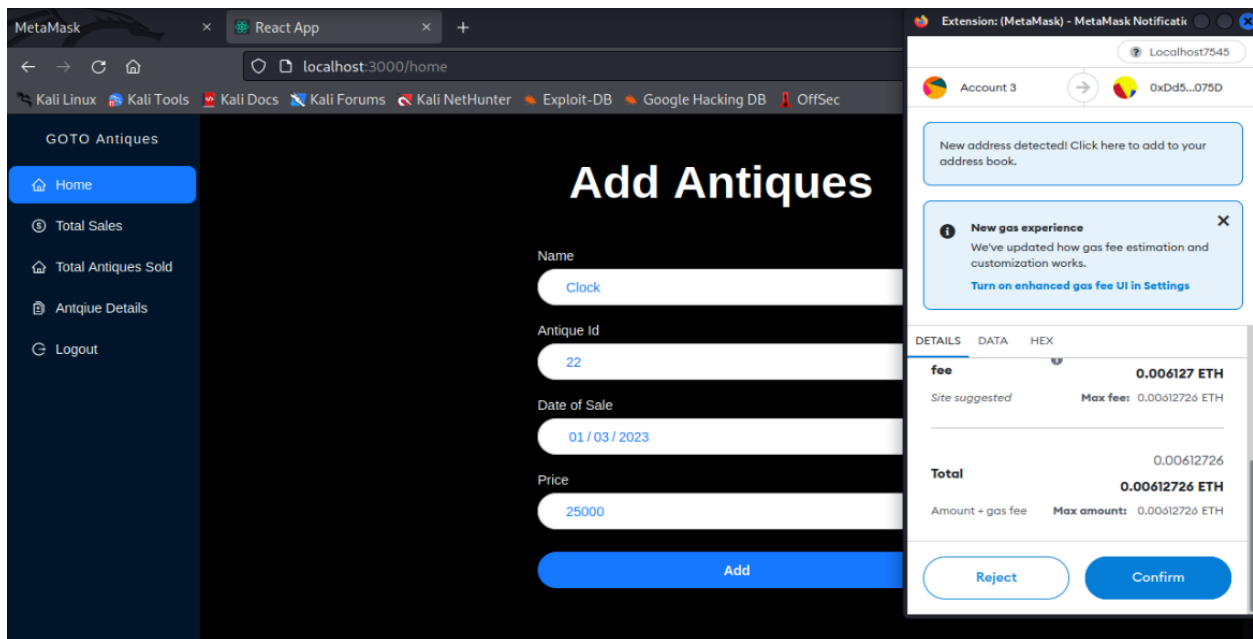 MetaMask
React App
Extension: (MetaMask) - MetaMask Notificatic
localhost:3000/home
Kali Linux Kali Tools Kali Docs Kali Forums Kali NetHunter Exploit-DB Google Hacking DB OffSec
GOTO Antiques
Home
Total Sales
Total Antiques Sold
Antqiue Details
Logout
Add Antiques
Name
Clock
Antique Id
22
Date of Sale
01 / 03 / 2023
Price
25000
Add
Localhost7545
Account 3
0xDd5...075D
New address detected! Click here to add to your
address book.
New gas experience
We've updated how gas fee estimation and
customization works.
Turn on enhanced gas fee UI in Settings
DETAILS DATA HEX
fee
0.006127 ETH
Site suggested Max fee: 0.00612726 ETH
0.00612726
Total
0.00612726 ETH
Amount + gas fee Max amount: 0.00612726 ETH
Reject Confirm